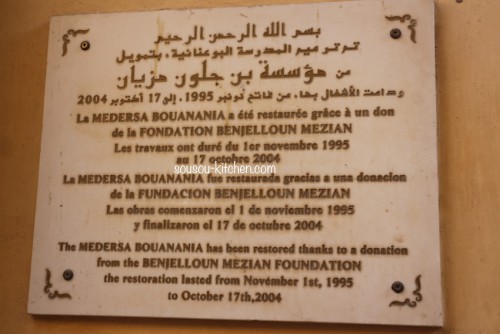 بسم الله الرحمن الرحيم
تم ترميم المدرسة البوعنانية، بتمويل
من مؤسسة بن جلون مزيان
ودامت الأشغال بها، من فاتح نونبر 1995، إلى 17 أكتوبر 2004
La MEDERSA BOUANANIA a été restaurée grâce à un don
de la FONDATION BENJELLOUN MEZIAN
Les travaux ont duré du 1er novembre 1995
au 17 octobre 2004
sousou-kitchen.com
La MEDERSA BOUANANIA fue restaurada gracias a una donacion
de la FUNDACION BENJELLOUN MEZIAN
Las obras comenzaron el 1 de noviembre 1995
y finalizaron el 17 de octubre 2004
The MEDERSA BOUANANIA has been restored thanks to a donation
from the BENJELLOUN MEZIAN FOUNDATION
the restoration lasted from November 1st, 1995
to October 17th,2004